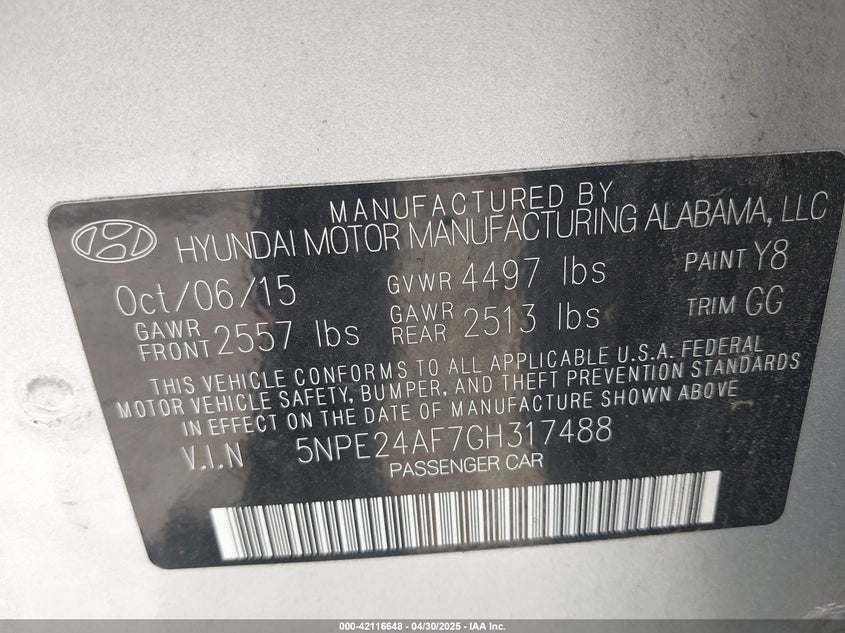 MANUFACTURED BY
HYUNDAI MOTOR MANUFACTURING ALABAMA, LLC
Oct/06/15 GVWR 4497 lbs PAINT Y8
GAWR FRONT 2557 lbs GAWR REAR 2513 lbs TRIM GG
THIS VEHICLE CONFORMS TO ALL APPLICABLE U.S.A. FEDERAL
MOTOR VEHICLE SAFETY, BUMPER, AND THEFT PREVENTION STANDARDS
IN EFFECT ON THE DATE OF MANUFACTURE SHOWN ABOVE
V.I.N 5NPE24AF7GH317488
PASSENGER CAR
000-42116648 - 04/30/2025 - IAA Inc.